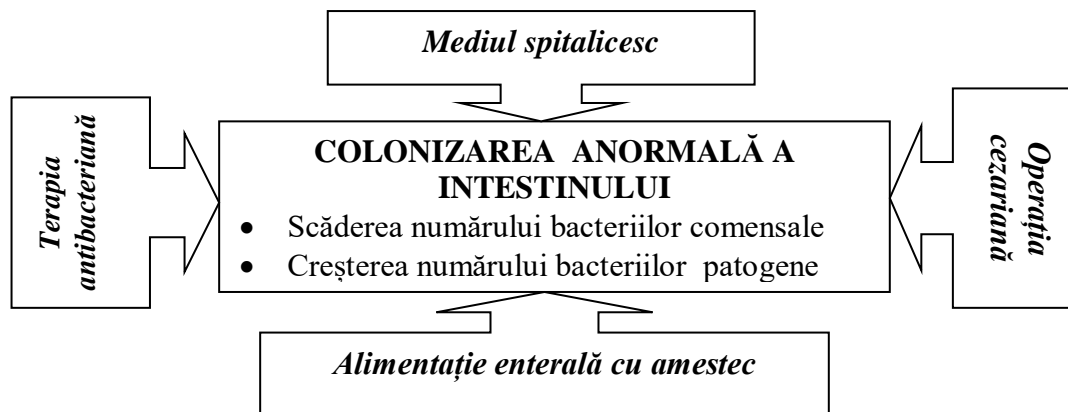 Mediul spitalicesc
Terapia
antibacteriană
COLONIZAREA ANORMALĂ A
INTESTINULUI
• Scăderea numărului bacteriilor comensale
• Creșterea numărului bacteriilor patogene
Operația
cezariană
Alimentație enterală cu amestec